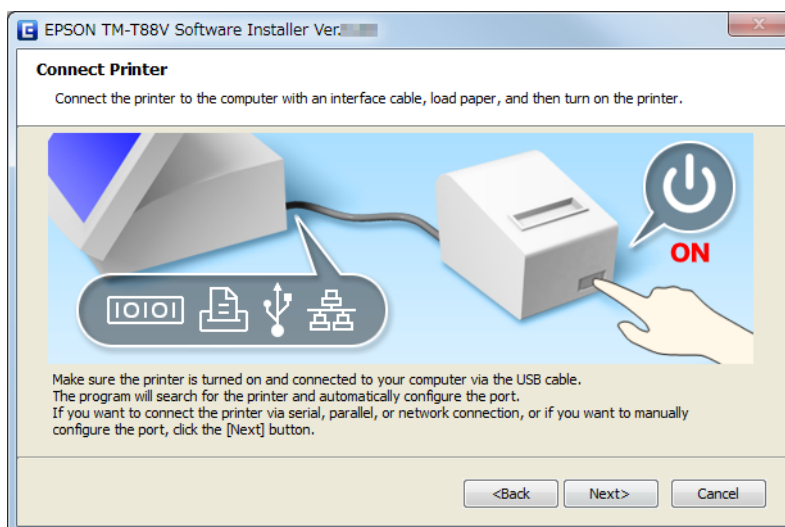 EPSON TM-T88V Software Installer Ver.
Connect Printer
Connect the printer to the computer with an interface cable, load paper, and then turn on the printer.
ON
IOIOI
Make sure the printer is turned on and connected to your computer via the USB cable.
The program will search for the printer and automatically configure the port.
If you want to connect the printer via serial, parallel, or network connection, or if you want to manually
configure the port, click the [Next] button.
<Back
Next>
Cancel